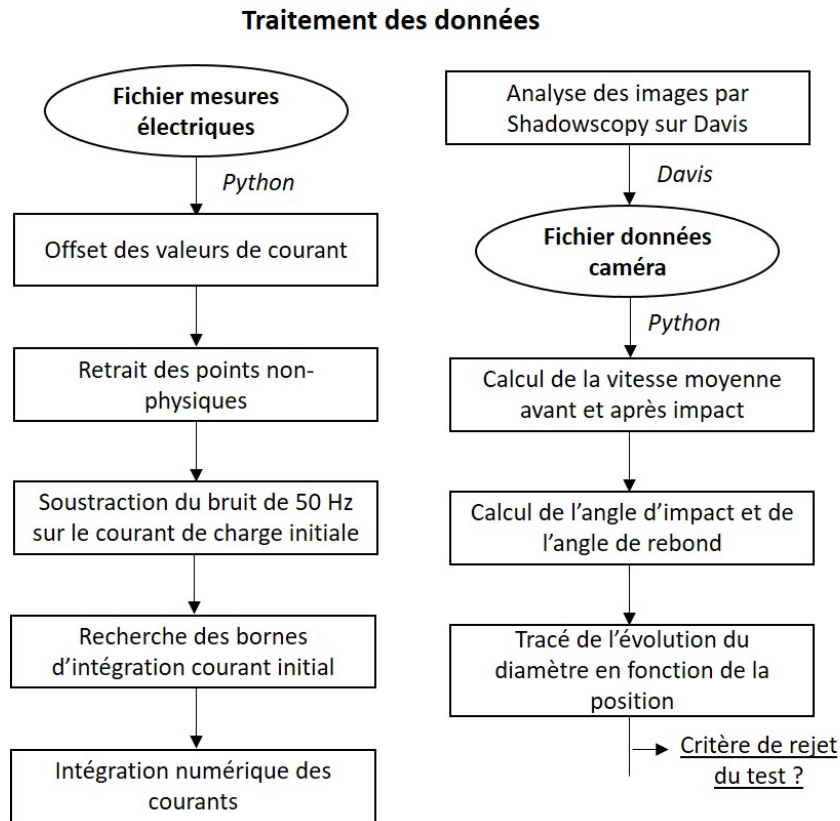 Traitement des données
Fichier mesures
électriques
Python
Offset des valeurs de courant
Retrait des points non-
physiques
Soustraction du bruit de 50 Hz
sur le courant de charge initiale
Recherche des bornes
d'intégration courant initial
Intégration numérique des
courants
Analyse des images par
Shadowscopy sur Davis
Davis
Fichier données
caméra
Python
Calcul de la vitesse moyenne
avant et après impact
Calcul de l'angle d'impact et de
l'angle de rebond
Tracé de l'évolution du
diamètre en fonction de la
position
Critère de rejet
du test ?